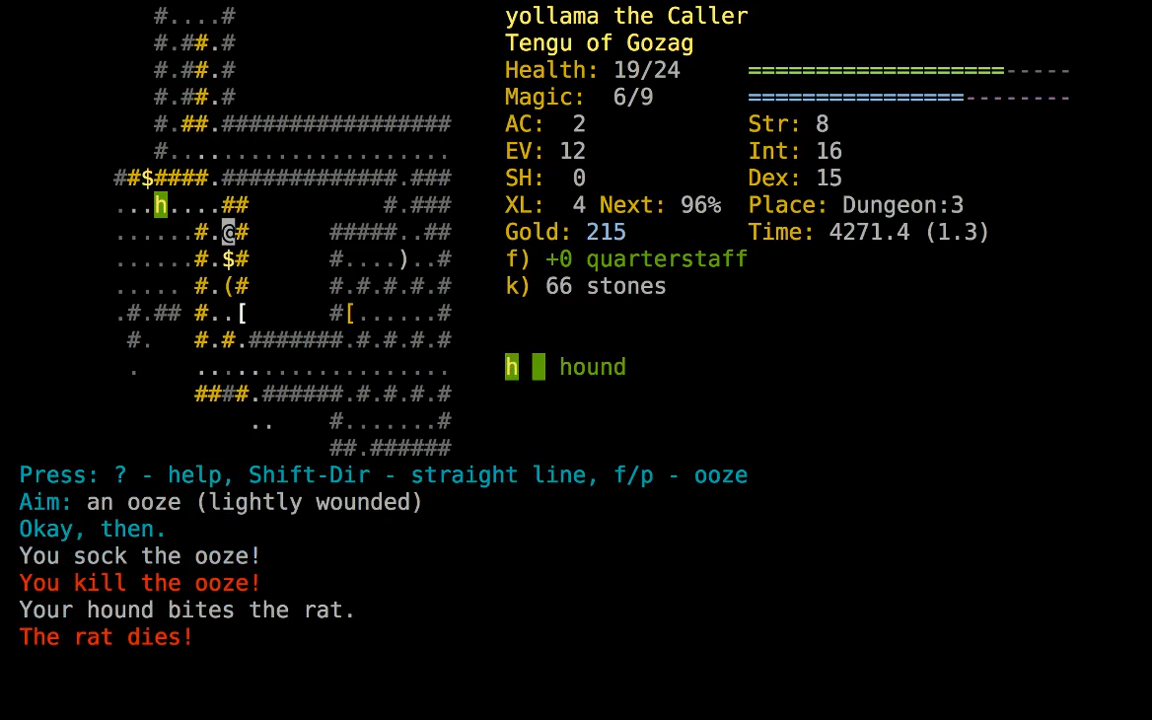 #....#                     yollama the Caller
#.##.#                     Tengu of Gozag
#.##.#                     Health: 19/24      ===================-----
#.##.#                     Magic:  6/9        ================--------
#.##.#################     AC:  2             Str: 8
#.....................     EV: 12             Int: 16
##$####.#############.###  SH:  0             Dex: 15
...h....##          #.###  XL:  4 Next: 96%   Place: Dungeon:3
......#.@#      #####..##  Gold: 215          Time: 4271.4 (1.3)
......#.$#      #....)..#  f) +0 quarterstaff
..... #.(#      #.#.#.#.#  k) 66 stones
.#.## #..[      #[......#
#.   #.#.#######.#.#.#.#
.    ...................   h   hound
####.######.#.#.#.#
..    #.......#
##.######
Press: ? - help, Shift-Dir - straight line, f/p - ooze
Aim: an ooze (lightly wounded)
Okay, then.
You sock the ooze!
You kill the ooze!
Your hound bites the rat.
The rat dies!